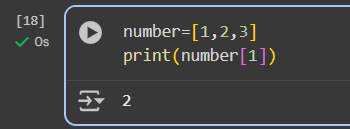 [18]
0s
number=[1,2,3]
print(number[1])
2